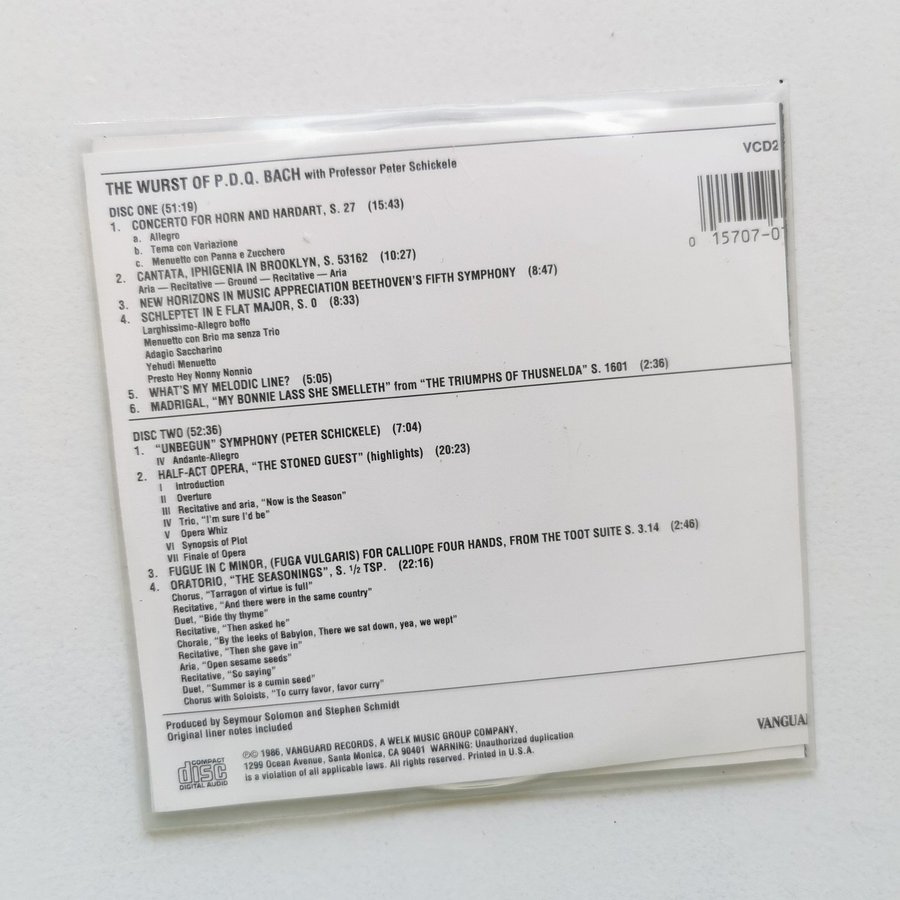 VCD2
THE WURST OF P.D.Q. BACH with Professor Peter Schickele
0 15707-0
DISC ONE (51:19)
1. CONCERTO FOR HORN AND HARDART, S. 27 (15:43)
a. Allegro
b. Tema con Variazione
c. Menuetto con Panna e Zucchero
2. CANTATA, IPHIGENIA IN BROOKLYN, S. 53162 (10:27)
Aria — Recitative — Ground — Recitative — Aria
3. NEW HORIZONS IN MUSIC APPRECIATION BEETHOVEN'S FIFTH SYMPHONY (8:47)
4. SCHLEPTET IN E FLAT MAJOR, S. 0 (8:33)
Larghissimo-Allegro boffo
Menuetto con Brio ma senza Trio
Adagio Saccharino
Yehudi Menuetto
Presto Hey Nonny Nonnio
5. WHAT'S MY MELODIC LINE? (5:05)
6. MADRIGAL, "MY BONNIE LASS SHE SMELLETH" from "THE TRIUMPHS OF THUSNELDA" S. 1601 (2:36)
DISC TWO (52:36)
1. "UNBEGUN" SYMPHONY (PETER SCHICKELE) (7:04)
IV Andante-Allegro
2. HALF-ACT OPERA, "THE STONED GUEST" (highlights) (20:23)
I Introduction
II Overture
III Recitative and aria, "Now is the Season"
IV Trio, "I'm sure I'd be"
V Opera Whiz
VI Synopsis of Plot
VII Finale of Opera
3. FUGUE IN C MINOR, (FUGA VULGARIS) FOR CALLIOPE FOUR HANDS, FROM THE TOOT SUITE S. 3.14 (2:46)
4. ORATORIO, "THE SEASONINGS", S. 1/2 TSP. (22:16)
Chorus, "Tarragon of virtue is full"
Recitative, "And there were in the same country"
Duet, "Bide thy thyme"
Recitative, "Then asked he"
Chorale, "By the leeks of Babylon, There we sat down, yea, we wept"
Recitative, "Then she gave in"
Aria, "Open sesame seeds"
Recitative, "So saying"
Duet, "Summer is a cumin seed"
Chorus with Soloists, "To curry favor, favor curry"
Produced by Seymour Solomon and Stephen Schmidt
Original liner notes included
VANGUA
COMPACT
disc
DIGITAL AUDIO
℗© 1986, VANGUARD RECORDS, A WELK MUSIC GROUP COMPANY,
1299 Ocean Avenue, Santa Monica, CA 90401 WARNING: Unauthorized duplication
is a violation of all applicable laws. All rights reserved. Printed in U.S.A.